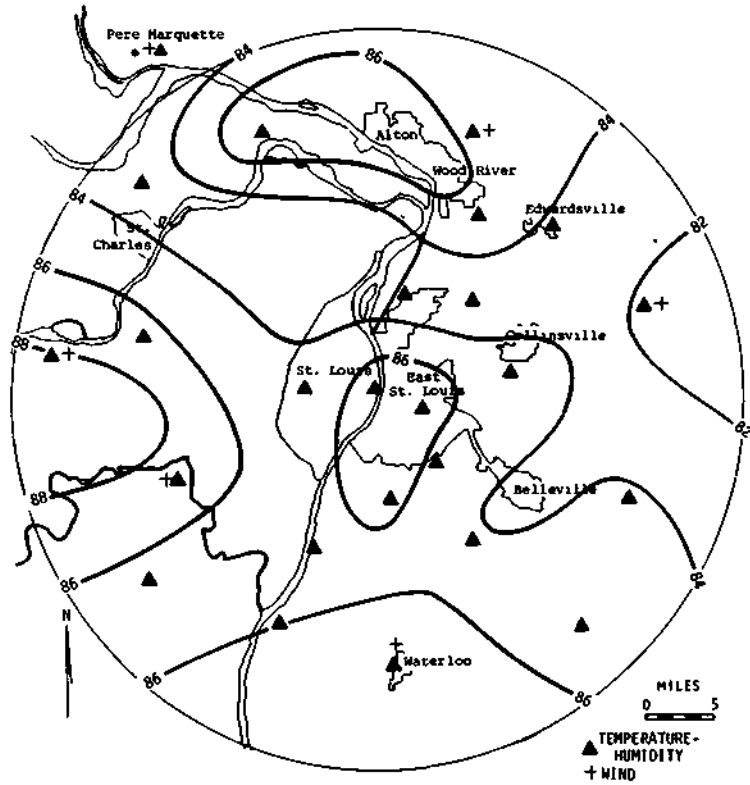 Pere Marquette
84
86
Alton
84
Wood River
84
Edwardsville
St.
Charles
82
86
Collinsville
88
86
St. Louis
East
St. Louis
82
88
Belleville
86
84
N
86
Waterloo
86
MILES
0 5
TEMPERATURE-
HUMIDITY
+ WIND